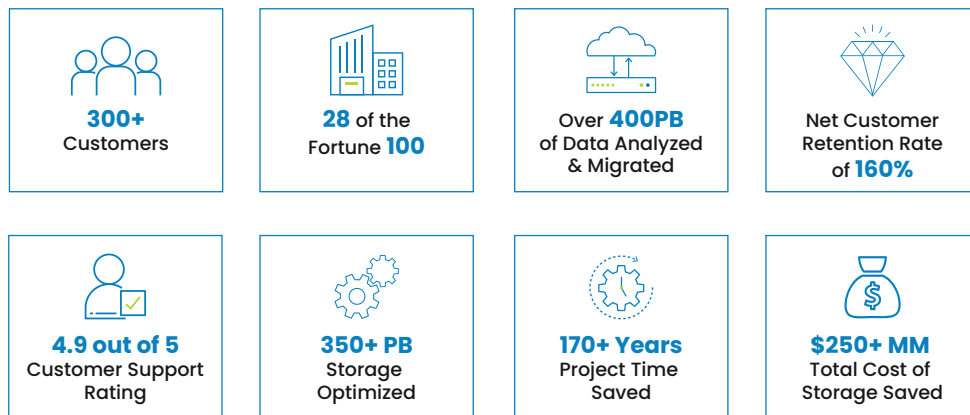 300+
Customers
28 of the
Fortune 100
Over 400PB
of Data Analyzed
& Migrated
Net Customer
Retention Rate
of 160%
4.9 out of 5
Customer Support
Rating
350+ PB
Storage
Optimized
170+ Years
Project Time
Saved
$
$250+ MM
Total Cost of
Storage Saved